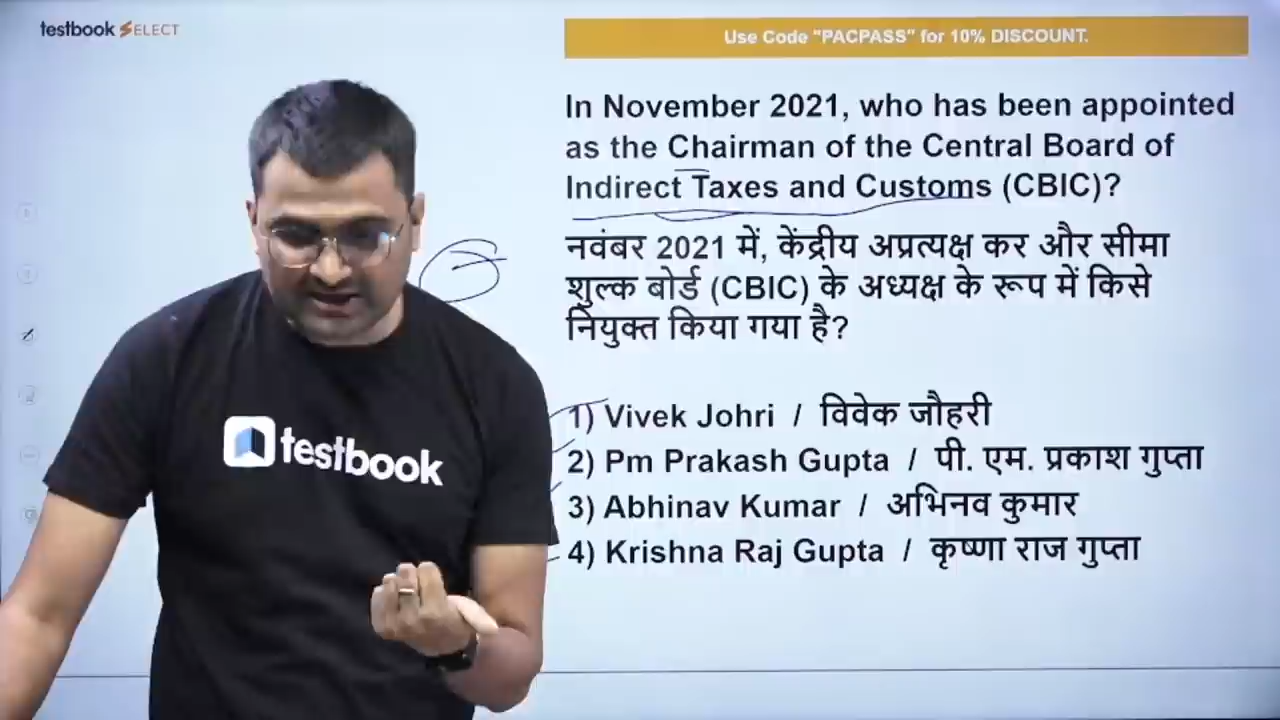 testbook SELECT
Use Code "PACPASS" for 10% DISCOUNT.
In November 2021, who has been appointed
as the Chairman of the Central Board of
Indirect Taxes and Customs (CBIC)?
नवंबर 2021 में, केंद्रीय अप्रत्यक्ष कर और सीमा
शुल्क बोर्ड (CBIC) के अध्यक्ष के रूप में किसे
नियुक्त किया गया है?
1) Vivek Johri / विवेक जौहरी
2) Pm Prakash Gupta / पी. एम. प्रकाश गुप्ता
3) Abhinav Kumar / अभिनव कुमार
4) Krishna Raj Gupta / कृष्णा राज गुप्ता
testbook